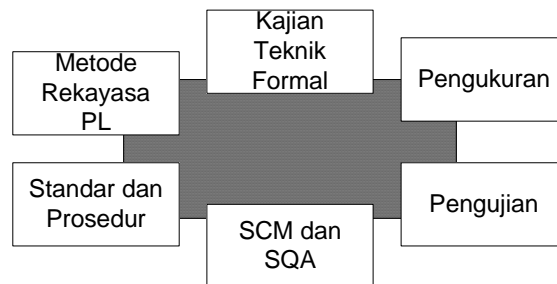 Kajian
Teknik
Formal
Metode
Rekayasa
PL
Pengukuran
Standar dan
Prosedur
SCM dan
SQA
Pengujian